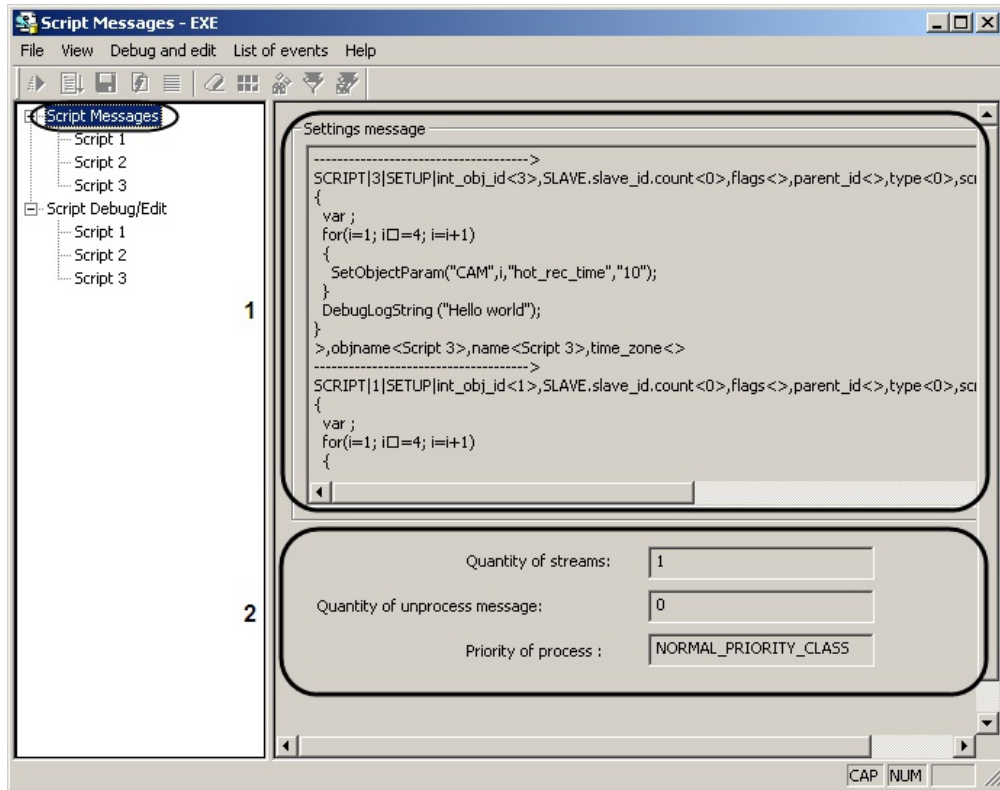 Script Messages - EXE
File View Debug and edit List of events Help
Script Messages
Script 1
Script 2
Script 3
Script Debug/Edit
Script 1
Script 2
Script 3
1
Settings message
------------------------------------->
SCRIPT|3|SETUP|int_obj_id<3>,SLAVE.slave_id.count<0>,flags<>,parent_id<>,type<0>,scr
{
var ;
for(i=1; i□=4; i=i+1)
{
SetObjectParam("CAM",i,"hot_rec_time","10");
}
DebugLogString ("Hello world");
}
>,objname<Script 3>,name<Script 3>,time_zone<>
------------------------------------->
SCRIPT|1|SETUP|int_obj_id<1>,SLAVE.slave_id.count<0>,flags<>,parent_id<>,type<0>,scr
{
var ;
for(i=1; i□=4; i=i+1)
{
2
Quantity of streams: 1
Quantity of unprocess message: 0
Priority of process : NORMAL_PRIORITY_CLASS
CAP NUM